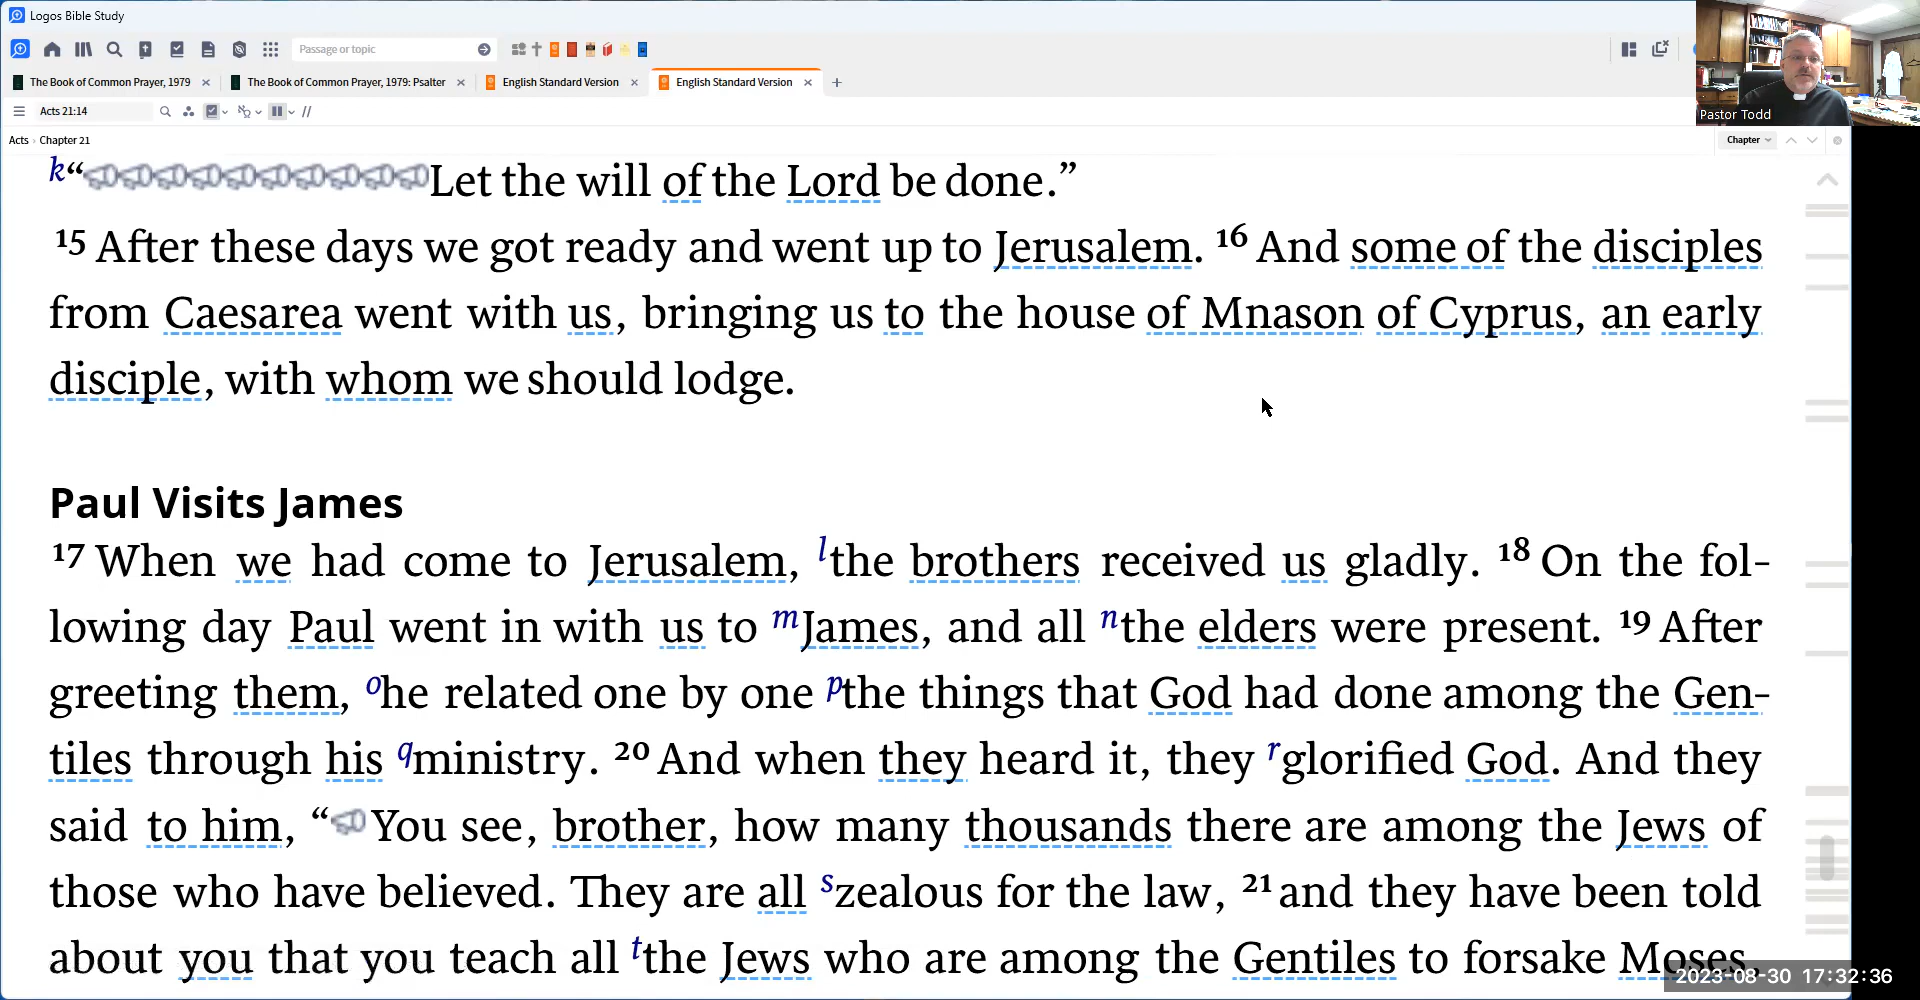 Logos Bible Study
Passage or topic
The Book of Common Prayer, 1979 The Book of Common Prayer, 1979: Psalter English Standard Version English Standard Version
Acts 21:14
Acts › Chapter 21 Chapter
Pastor Todd
k“Let the will of the Lord be done.”
15 After these days we got ready and went up to Jerusalem. 16 And some of the disciples
from Caesarea went with us, bringing us to the house of Mnason of Cyprus, an early
disciple, with whom we should lodge.
Paul Visits James
17 When we had come to Jerusalem, lthe brothers received us gladly. 18 On the fol-
lowing day Paul went in with us to mJames, and all nthe elders were present. 19 After
greeting them, ohe related one by one pthe things that God had done among the Gen-
tiles through his qministry. 20 And when they heard it, they rglorified God. And they
said to him, “You see, brother, how many thousands there are among the Jews of
those who have believed. They are all szealous for the law, 21 and they have been told
about you that you teach all tthe Jews who are among the Gentiles to forsake Moses,
2023-08-30 17:32:36